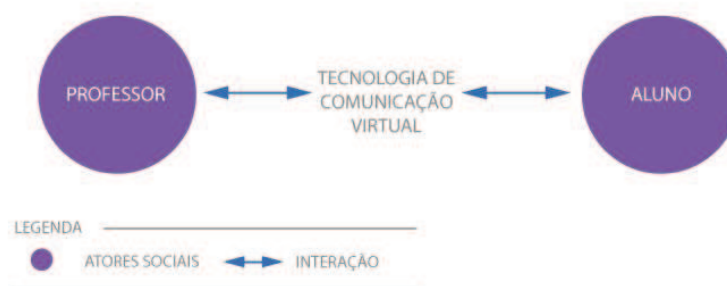 PROFESSOR
TECNOLOGIA DE
COMUNICAÇÃO
VIRTUAL
ALUNO
LEGENDA
ATORES SOCIAIS
INTERAÇÃO